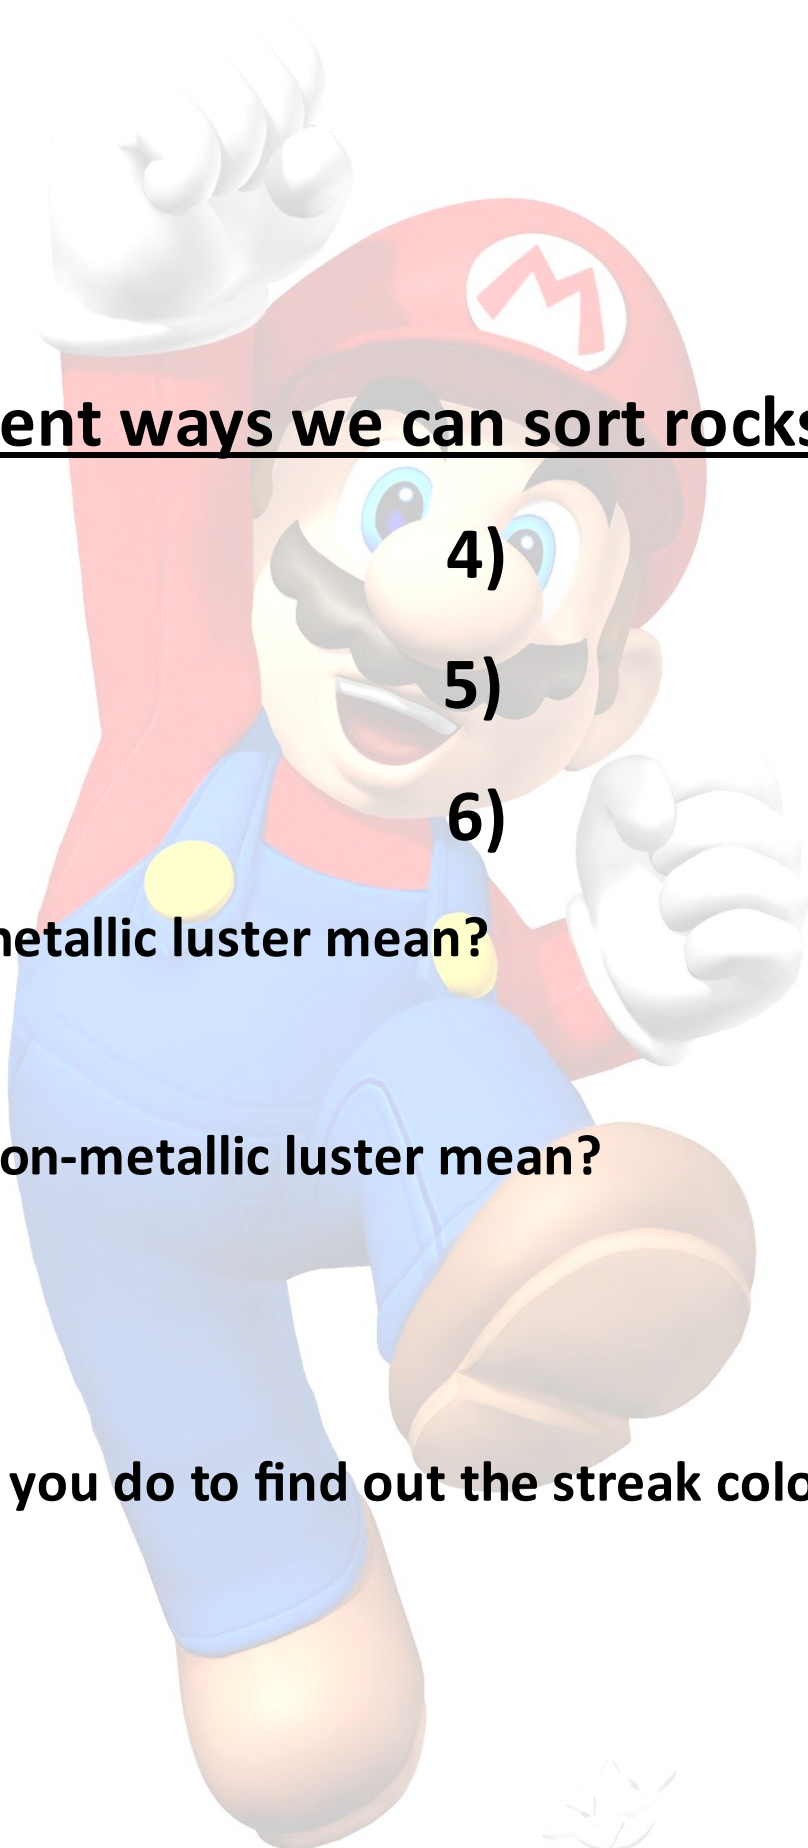 M
ent ways we can sort rocks
4)
5)
6)
metallic luster mean?
on-metallic luster mean?
you do to find out the streak colo